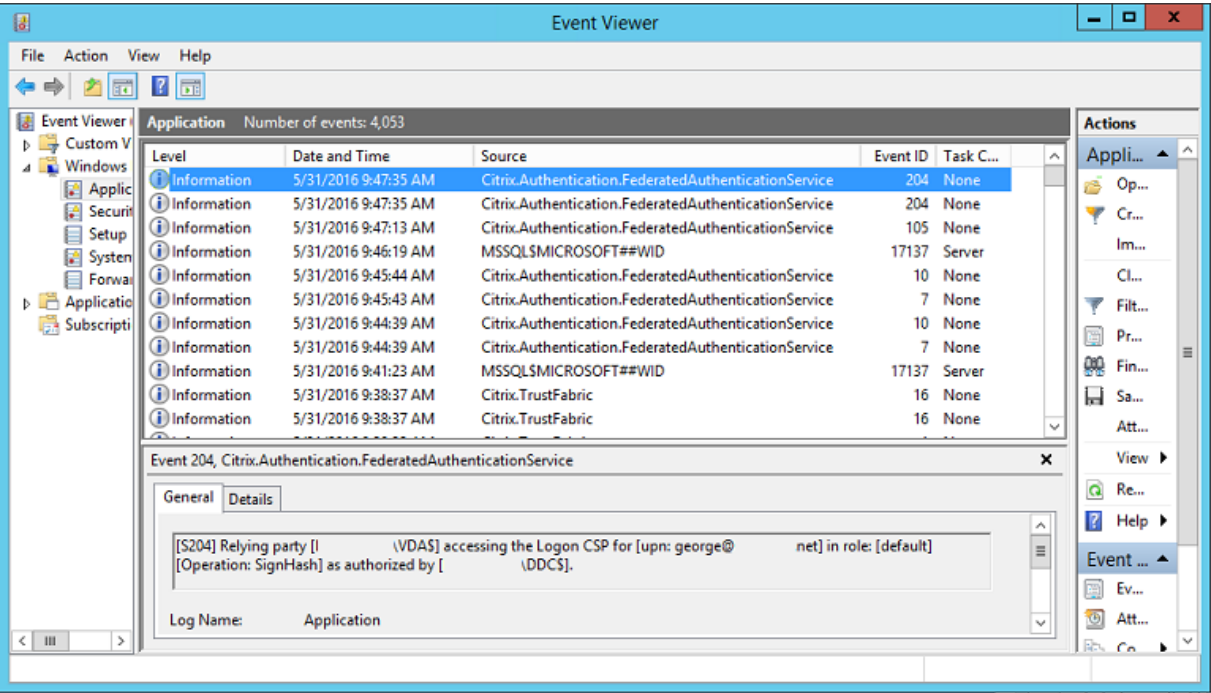 Event Viewer
File Action View Help
Event Viewer
Custom V
Windows
Applic
Securit
Setup
System
Forwar
Applicatio
Subscripti
Application Number of events: 4,053
Level Date and Time Source Event ID Task C...
Information 5/31/2016 9:47:35 AM Citrix.Authentication.FederatedAuthenticationService 204 None
Information 5/31/2016 9:47:35 AM Citrix.Authentication.FederatedAuthenticationService 204 None
Information 5/31/2016 9:47:13 AM Citrix.Authentication.FederatedAuthenticationService 105 None
Information 5/31/2016 9:46:19 AM MSSQL$MICROSOFT##WID 17137 Server
Information 5/31/2016 9:45:44 AM Citrix.Authentication.FederatedAuthenticationService 10 None
Information 5/31/2016 9:45:43 AM Citrix.Authentication.FederatedAuthenticationService 7 None
Information 5/31/2016 9:44:39 AM Citrix.Authentication.FederatedAuthenticationService 10 None
Information 5/31/2016 9:44:39 AM Citrix.Authentication.FederatedAuthenticationService 7 None
Information 5/31/2016 9:41:23 AM MSSQL$MICROSOFT##WID 17137 Server
Information 5/31/2016 9:38:37 AM Citrix.TrustFabric 16 None
Information 5/31/2016 9:38:37 AM Citrix.TrustFabric 16 None
Event 204, Citrix.Authentication.FederatedAuthenticationService
General Details
[S204] Relying party [I \VDA$] accessing the Logon CSP for [upn: george@ net] in role: [default]
[Operation: SignHash] as authorized by [ \DDC$].
Log Name: Application
Actions
Appli...
Op...
Cr...
Im...
Cl...
Filt...
Pr...
Fin...
Sa...
Att...
View
Re...
Help
Event ...
Ev...
Att...
Co...